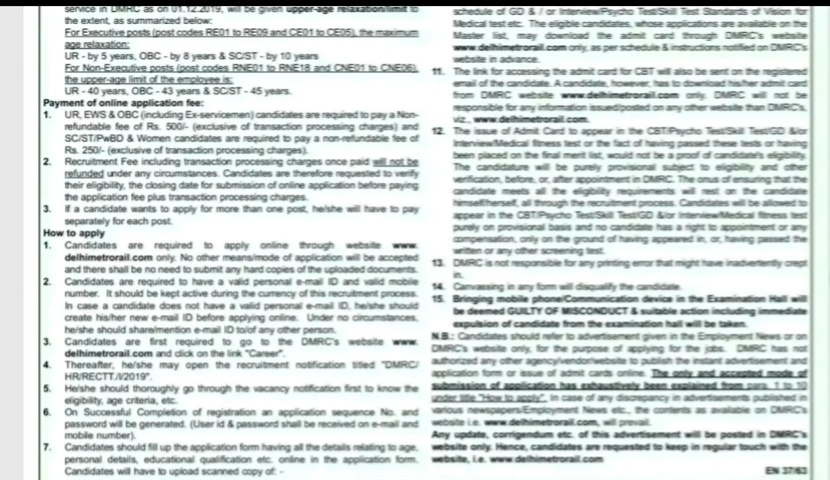 service in DMRC as on 01.12.2019, will be given upper-age relaxation/limit to
the extent, as summarized below:
For Executive posts (post codes RE01 to RE09 and CE01 to CE05), the maximum
age relaxation:
UR - by 5 years, OBC - by 8 years & SC/ST - by 10 years
For Non-Executive posts (post codes RNE01 to RNE18 and CNE01 to CNE06),
the upper-age limit of the employee is:
UR - 40 years, OBC - 43 years & SC/ST - 45 years.
Payment of online application fee:
1. UR, EWS & OBC (including Ex-servicemen) candidates are required to pay a Non-
refundable fee of Rs. 500/- (exclusive of transaction processing charges) and
SC/ST/PwBD & Women candidates are required to pay a non-refundable fee of
Rs. 250/- (exclusive of transaction processing charges).
2. Recruitment Fee including transaction processing charges once paid will not be
refunded under any circumstances. Candidates are therefore requested to verify
their eligibility, the closing date for submission of online application before paying
the application fee plus transaction processing charges.
3. If a candidate wants to apply for more than one post, he/she will have to pay
separately for each post.
How to apply
1. Candidates are required to apply online through website www.
delhimetrorail.com only. No other means/mode of application will be accepted
and there shall be no need to submit any hard copies of the uploaded documents.
2. Candidates are required to have a valid personal e-mail ID and valid mobile
number. It should be kept active during the currency of this recruitment process.
In case a candidate does not have a valid personal e-mail ID, he/she should
create his/her new e-mail ID before applying online. Under no circumstances,
he/she should share/mention e-mail ID to/of any other person.
3. Candidates are first required to go to the DMRC's website www.
delhimetrorail.com and click on the link "Career".
4. Thereafter, he/she may open the recruitment notification titled "DMRC/
HR/RECTT./I/2019".
5. He/she should thoroughly go through the vacancy notification first to know the
eligibility, age criteria, etc.
6. On Successful Completion of registration an application sequence No. and
password will be generated. (User id & password shall be received on e-mail and
mobile number).
7. Candidates should fill up the application form having all the details relating to age,
personal details, educational qualification etc. online in the application form.
Candidates will have to upload scanned copy of: -
schedule of GD & / or Interview/Psycho Test/Skill Test Standards of Vision for
Medical test etc. The eligible candidates, whose applications are available on the
Master list, may download the admit card through DMRC's website
www.delhimetrorail.com only, as per schedule & instructions notified on DMRC's
website in advance.
11. The link for accessing the admit card for CBT will also be sent on the registered
email of the candidate. A candidate, however, has to download his/her admit card
from DMRC website www.delhimetrorail.com only. DMRC will not be
responsible for any information issued/posted on any other website than DMRC's,
viz., www.delhimetrorail.com.
12. The issue of Admit Card to appear in the CBT/Psycho Test/Skill Test/GD &/or
Interview/Medical fitness test or the fact of having passed these tests or having
been placed on the final merit list, would not be a proof of candidate's eligibility.
The candidature will be purely provisional subject to eligibility and other
verification, before, or, after appointment in DMRC. The onus of ensuring that the
candidate meets all the eligibility requirements will rest on the candidate
himself/herself, all through the recruitment process. Candidates will be allowed to
appear in the CBT/Psycho Test/Skill Test/GD &/or Interview/Medical fitness test
purely on provisional basis and no candidate has a right to appointment or any
compensation, only on the ground of having appeared in, or, having passed the
written or any other screening test.
13. DMRC is not responsible for any printing error that might have inadvertently crept
in.
14. Canvassing in any form will disqualify the candidate.
15. Bringing mobile phone/Communication device in the Examination Hall will
be deemed GUILTY OF MISCONDUCT & suitable action including immediate
expulsion of candidate from the examination hall will be taken.
N.B.: Candidates should refer to advertisement given in the Employment News or on
DMRC's website only, for the purpose of applying for the jobs. DMRC has not
authorized any other agency/vendor/website to publish the instant advertisement and
application form or issue of admit cards online. The only and accepted mode of
submission of application has exhaustively been explained from para. 1 to 10
under title "How to apply". In case of any discrepancy in advertisements published in
various newspapers/Employment News etc., the contents as available on DMRC's
website i.e. www.delhimetrorail.com, will prevail.
Any update, corrigendum etc. of this advertisement will be posted in DMRC's
website only. Hence, candidates are requested to keep in regular touch with the
website, i.e. www.delhimetrorail.com
EN 37/63